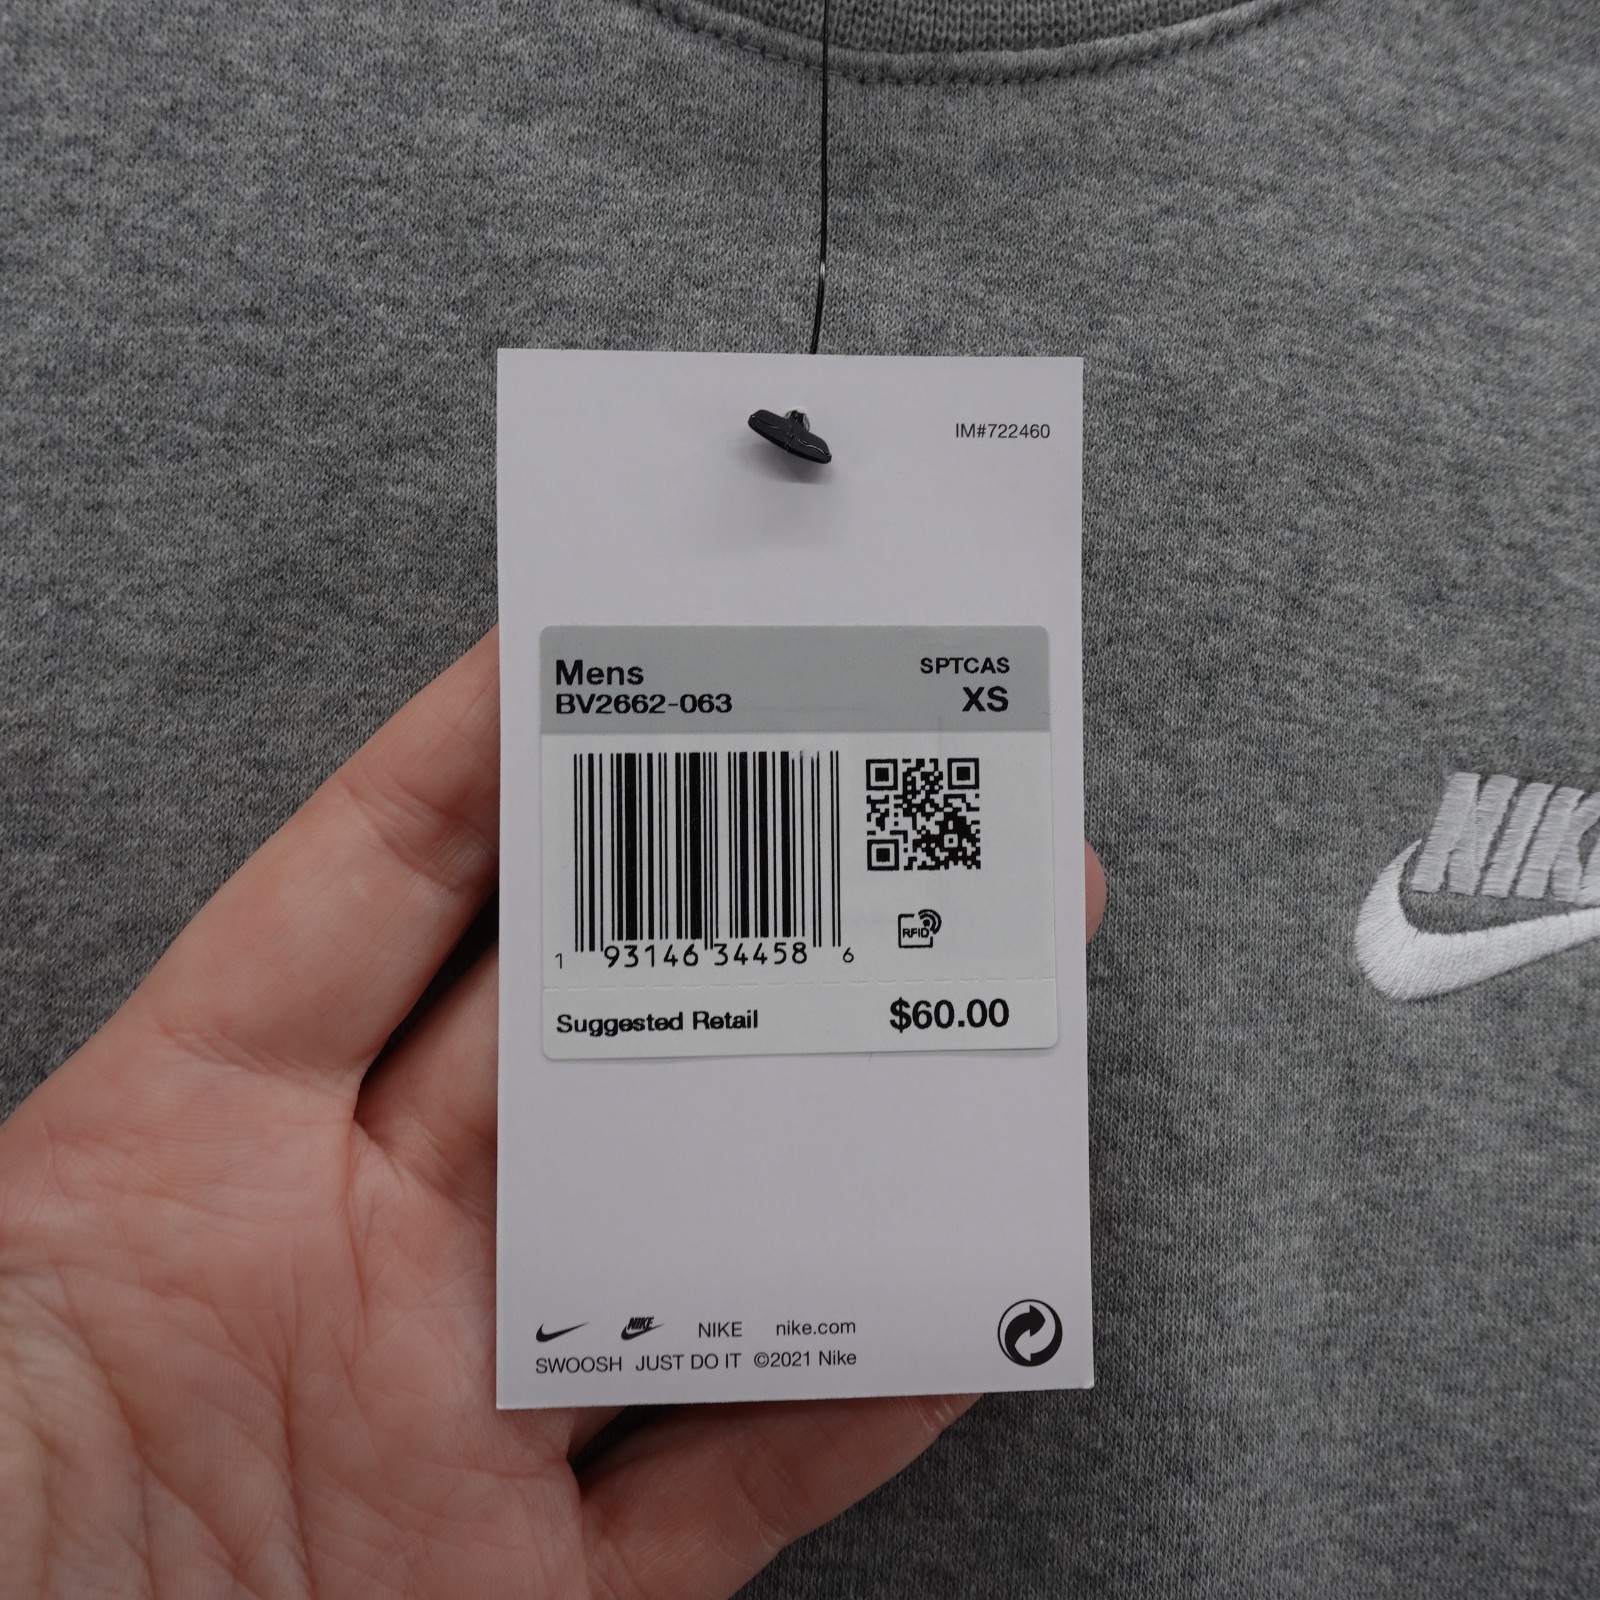 IM#722460
Mens
SPTCAS
BV2662-063
XS
1 93146 34458 6
RFID
Suggested Retail
$60.00
NIKE
NIKE nike.com
SWOOSH JUST DO IT ©2021 Nike
NIKE